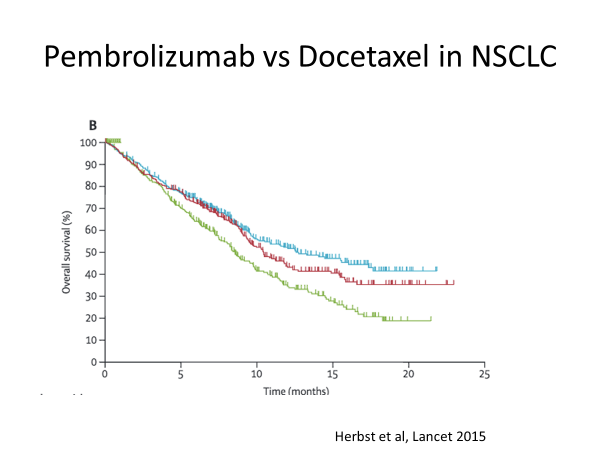 Pembrolizumab vs Docetaxel in NSCLC
B
100
90
80
70
60
50
40
30
20
10
0
Overall survival (%)
0 5 10 15 20 25
Time (months)
Herbst et al, Lancet 2015